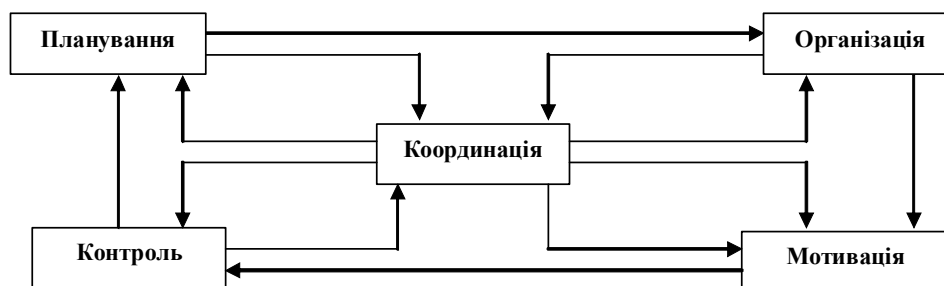 Планування
Організація
Координація
Контроль
Мотивація